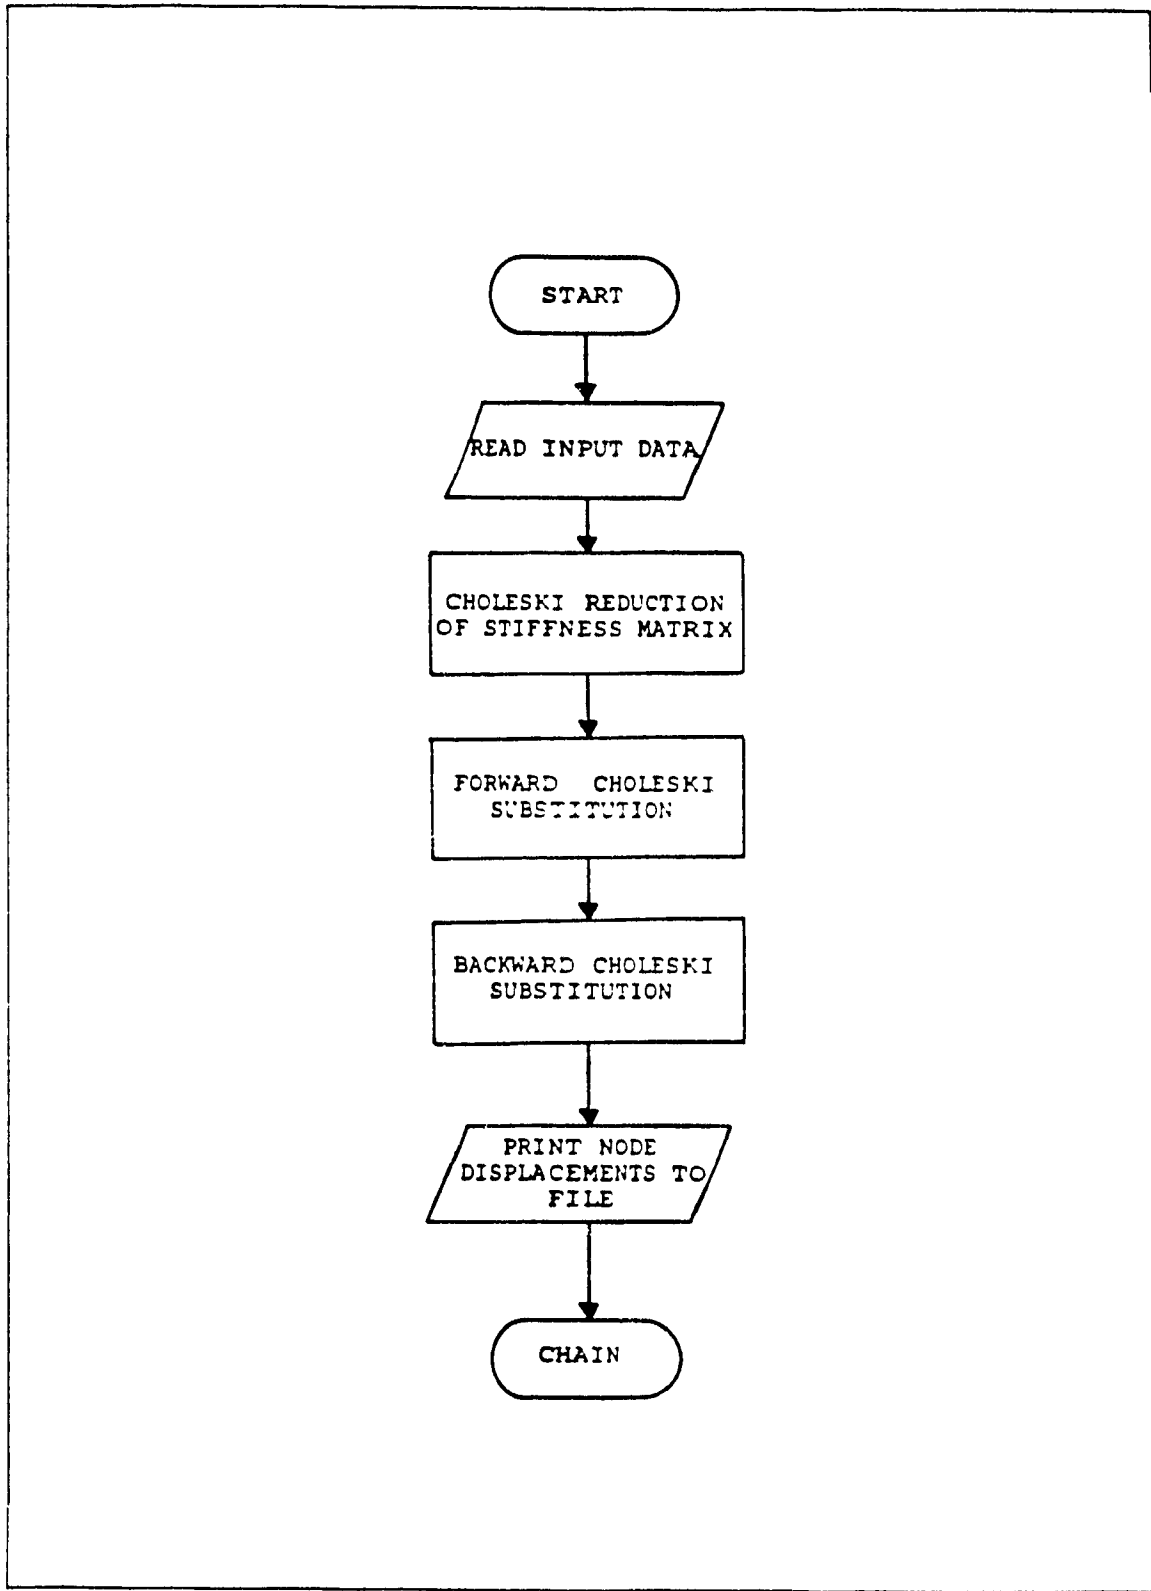 START
READ INPUT DATA
CHOLESKI REDUCTION
OF STIFFNESS MATRIX
FORWARD CHOLESKI
SUBSTITUTION
BACKWARD CHOLESKI
SUBSTITUTION
PRINT NODE
DISPLACEMENTS TO
FILE
CHAIN